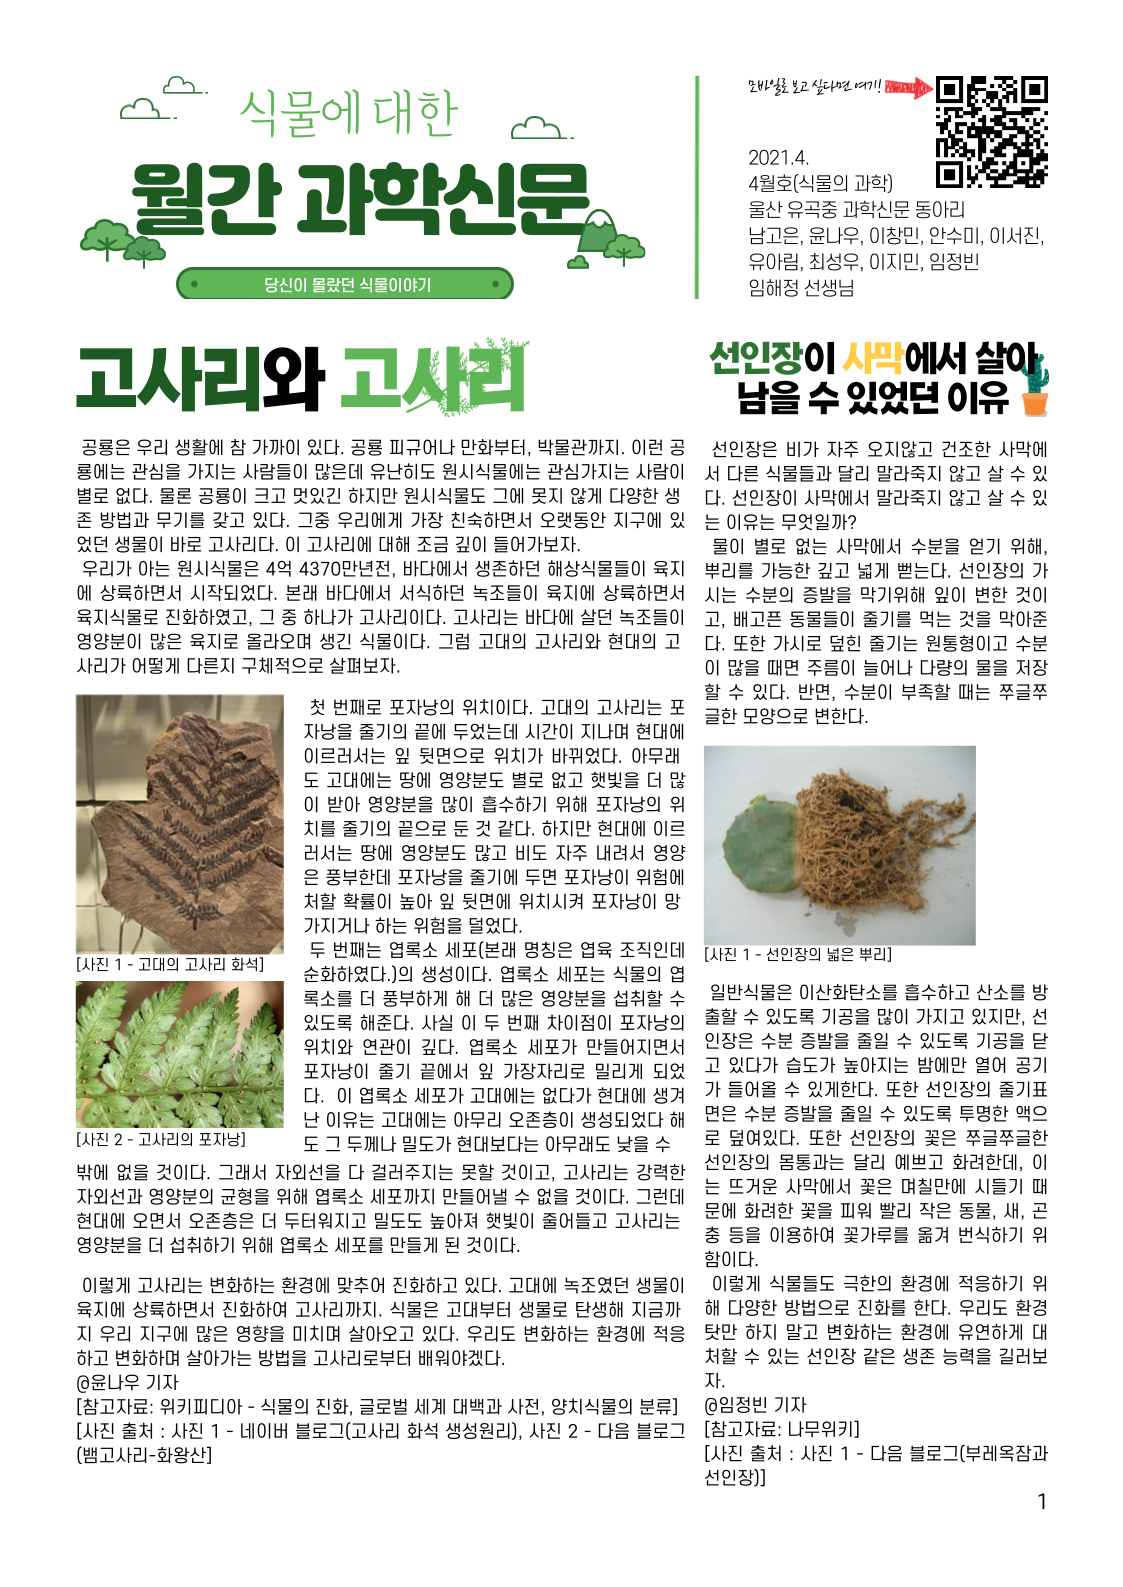 식물에 대한
월간 과학신문
당신이 몰랐던 식물이야기
모바일로 보고 싶다면 여기!
2021.4.
4월호(식물의 과학)
울산 유곡중 과학신문 동아리
남고은, 윤나우, 이창민, 안수미, 이서진,
유아림, 최성우, 이지민, 임정빈
임해정 선생님
고사리와 고사리
공룡은 우리 생활에 참 가까이 있다. 공룡 피규어나 만화부터, 박물관까지. 이런 공
룡에는 관심을 가지는 사람들이 많은데 유난히도 원시식물에는 관심가지는 사람이
별로 없다. 물론 공룡이 크고 멋있긴 하지만 원시식물도 그에 못지 않게 다양한 생
존 방법과 무기를 갖고 있다. 그중 우리에게 가장 친숙하면서 오랫동안 지구에 있
었던 생물이 바로 고사리다. 이 고사리에 대해 조금 깊이 들어가보자.
우리가 아는 원시식물은 4억 4370만년전, 바다에서 생존하던 해상식물들이 육지
에 상륙하면서 시작되었다. 본래 바다에서 서식하던 녹조들이 육지에 상륙하면서
육지식물로 진화하였고, 그 중 하나가 고사리이다. 고사리는 바다에 살던 녹조들이
영양분이 많은 육지로 올라오며 생긴 식물이다. 그럼 고대의 고사리와 현대의 고
사리가 어떻게 다른지 구체적으로 살펴보자.
[사진 1 - 고대의 고사리 화석]
[사진 2 - 고사리의 포자낭]
첫 번째로 포자낭의 위치이다. 고대의 고사리는 포
자낭을 줄기의 끝에 두었는데 시간이 지나며 현대에
이르러서는 잎 뒷면으로 위치가 바뀌었다. 아무래
도 고대에는 땅에 영양분도 별로 없고 햇빛을 더 많
이 받아 영양분을 많이 흡수하기 위해 포자낭의 위
치를 줄기의 끝으로 둔 것 같다. 하지만 현대에 이르
러서는 땅에 영양분도 많고 비도 자주 내려서 영양
은 풍부한데 포자낭을 줄기에 두면 포자낭이 위험에
처할 확률이 높아 잎 뒷면에 위치시켜 포자낭이 망
가지거나 하는 위험을 덜었다.
두 번째는 엽록소 세포(본래 명칭은 엽육 조직인데
순화하였다.)의 생성이다. 엽록소 세포는 식물의 엽
록소를 더 풍부하게 해 더 많은 영양분을 섭취할 수
있도록 해준다. 사실 이 두 번째 차이점이 포자낭의
위치와 연관이 깊다. 엽록소 세포가 만들어지면서
포자낭이 줄기 끝에서 잎 가장자리로 밀리게 되었
다. 이 엽록소 세포가 고대에는 없다가 현대에 생겨
난 이유는 고대에는 아무리 오존층이 생성되었다 해
도 그 두께나 밀도가 현대보다는 아무래도 낮을 수
밖에 없을 것이다. 그래서 자외선을 다 걸러주지는 못할 것이고, 고사리는 강력한
자외선과 영양분의 균형을 위해 엽록소 세포까지 만들어낼 수 없을 것이다. 그런데
현대에 오면서 오존층은 더 두터워지고 밀도도 높아져 햇빛이 줄어들고 고사리는
영양분을 더 섭취하기 위해 엽록소 세포를 만들게 된 것이다.
이렇게 고사리는 변화하는 환경에 맞추어 진화하고 있다. 고대에 녹조였던 생물이
육지에 상륙하면서 진화하여 고사리까지. 식물은 고대부터 생물로 탄생해 지금까
지 우리 지구에 많은 영향을 미치며 살아오고 있다. 우리도 변화하는 환경에 적응
하고 변화하며 살아가는 방법을 고사리로부터 배워야겠다.
@윤나우 기자
[참고자료: 위키피디아 - 식물의 진화, 글로벌 세계 대백과 사전, 양치식물의 분류]
[사진 출처 : 사진 1 - 네이버 블로그(고사리 화석 생성원리), 사진 2 - 다음 블로그
(뱀고사리-화왕산]
선인장이 사막에서 살아
남을 수 있었던 이유
선인장은 비가 자주 오지않고 건조한 사막에
서 다른 식물들과 달리 말라죽지 않고 살 수 있
다. 선인장이 사막에서 말라죽지 않고 살 수 있
는 이유는 무엇일까?
물이 별로 없는 사막에서 수분을 얻기 위해,
뿌리를 가능한 깊고 넓게 뻗는다. 선인장의 가
시는 수분의 증발을 막기위해 잎이 변한 것이
고, 배고픈 동물들이 줄기를 먹는 것을 막아준
다. 또한 가시로 덮힌 줄기는 원통형이고 수분
이 많을 때면 주름이 늘어나 다량의 물을 저장
할 수 있다. 반면, 수분이 부족할 때는 쭈글쭈
글한 모양으로 변한다.
[사진 1 - 선인장의 넓은 뿌리]
일반식물은 이산화탄소를 흡수하고 산소를 방
출할 수 있도록 기공을 많이 가지고 있지만, 선
인장은 수분 증발을 줄일 수 있도록 기공을 닫
고 있다가 습도가 높아지는 밤에만 열어 공기
가 들어올 수 있게한다. 또한 선인장의 줄기표
면은 수분 증발을 줄일 수 있도록 투명한 액으
로 덮여있다. 또한 선인장의 꽃은 쭈글쭈글한
선인장의 몸통과는 달리 예쁘고 화려한데, 이
는 뜨거운 사막에서 꽃은 며칠만에 시들기 때
문에 화려한 꽃을 피워 빨리 작은 동물, 새, 곤
충 등을 이용하여 꽃가루를 옮겨 번식하기 위
함이다.
이렇게 식물들도 극한의 환경에 적응하기 위
해 다양한 방법으로 진화를 한다. 우리도 환경
탓만 하지 말고 변화하는 환경에 유연하게 대
처할 수 있는 선인장 같은 생존 능력을 길러보
자.
@임정빈 기자
[참고자료: 나무위키]
[사진 출처 : 사진 1 - 다음 블로그(부레옥잠과
선인장)]
1